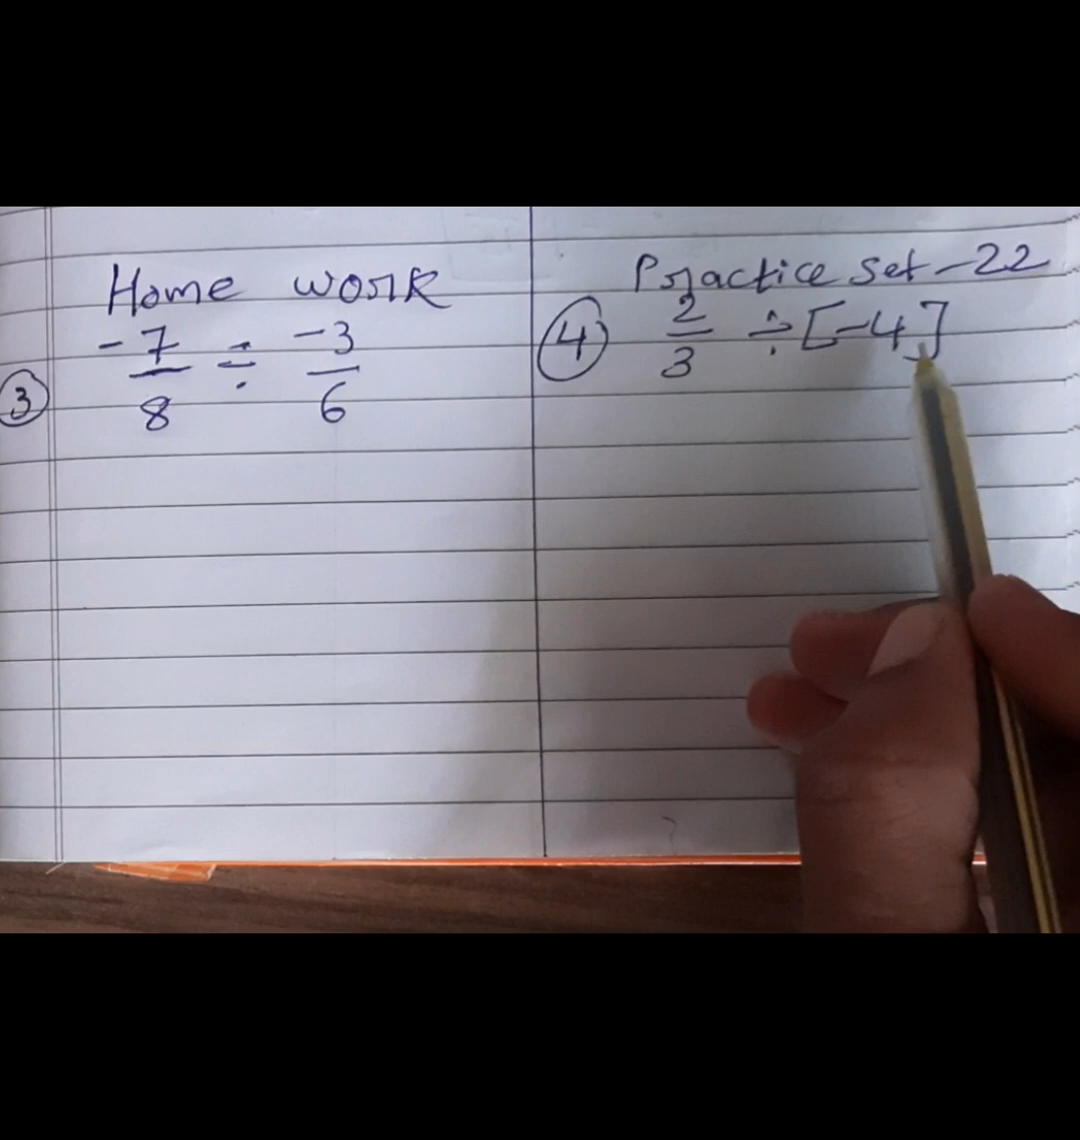 Home work
③ -7/8 ÷ -3/6
Practice set-22
④ 2/3 ÷ [-4]